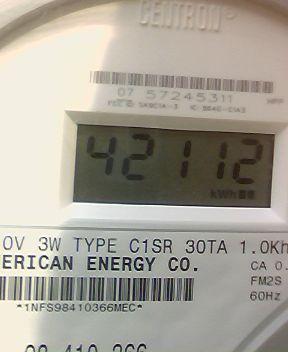 CENTRON
07 57245311
42112
kWh
0V 3W TYPE C1SR 30TA 1.0Kh
ERICAN ENERGY CO.
CA 0.
FM2S
60Hz
*1NFS98410366MEC*